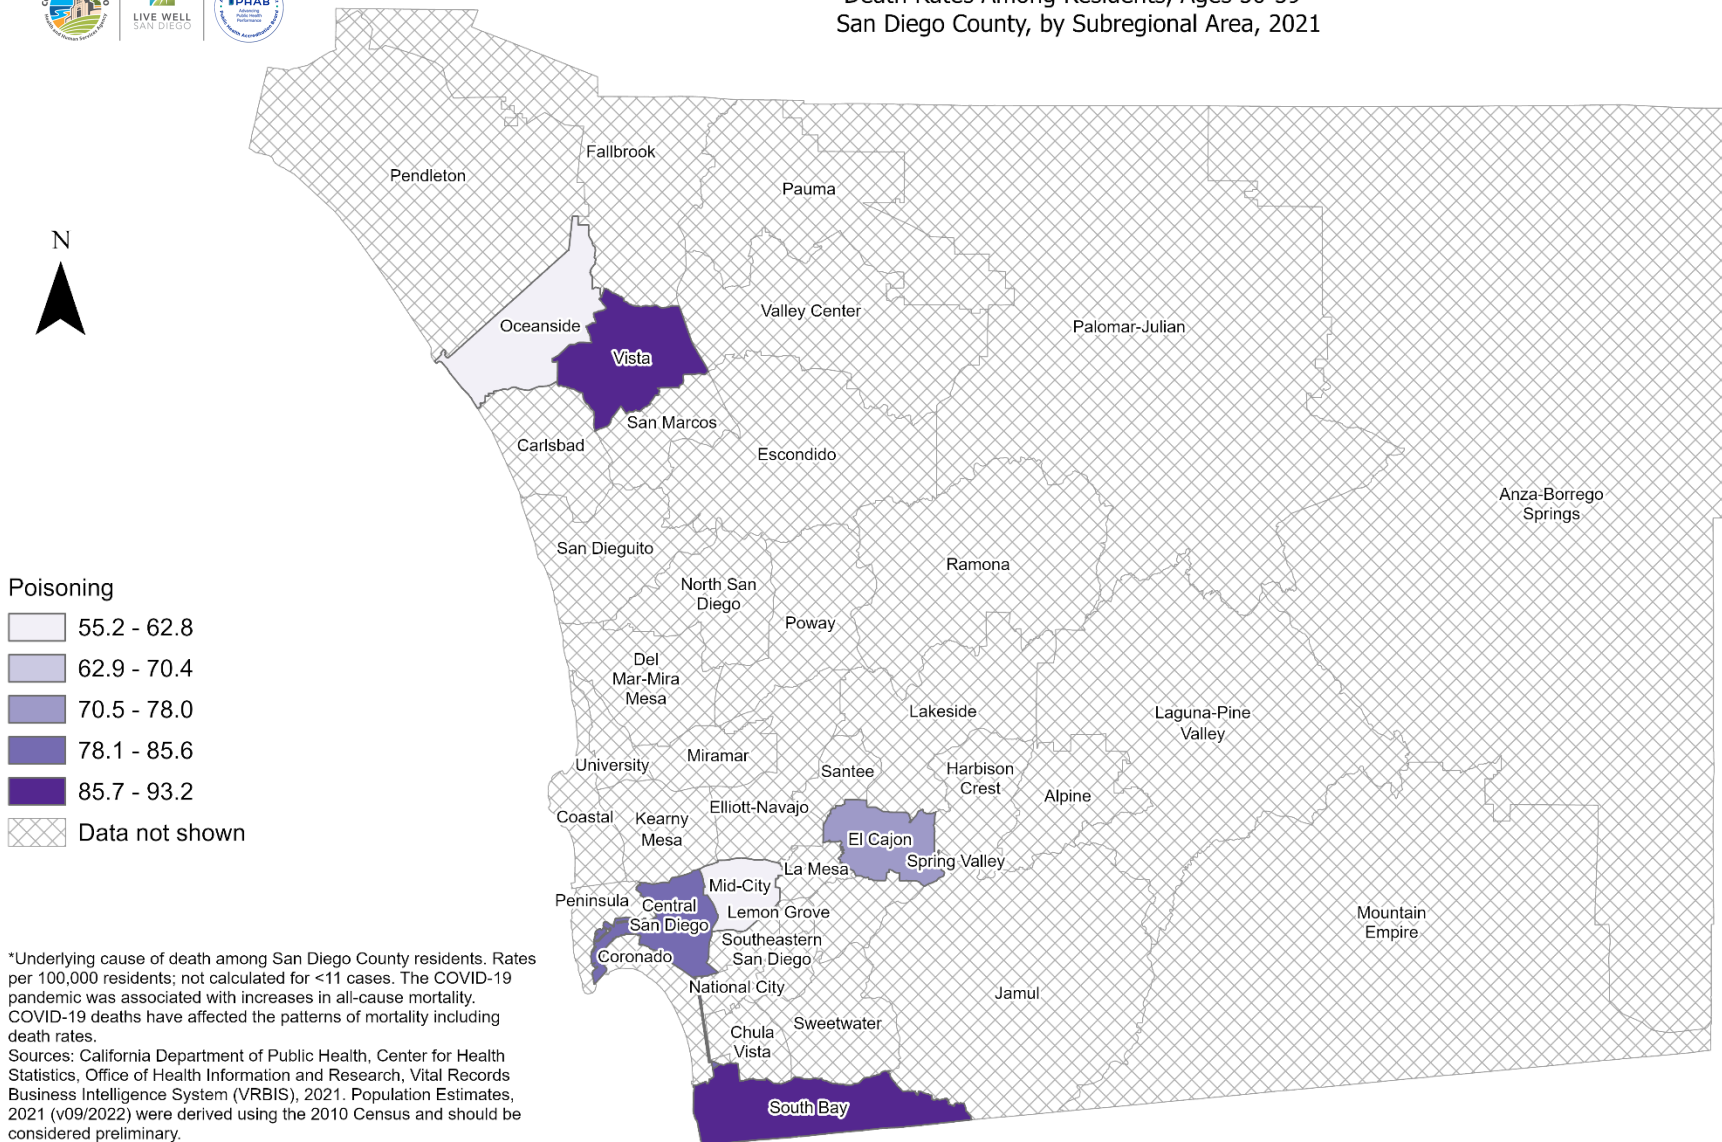 PHAB
Advancing
Public Health
Performance
LIVE WELL
SAN DIEGO
San Diego County, by Subregional Area, 2021
Fallbrook
Pendleton
Pauma
N
Valley Center
Oceanside
Palomar-Julian
Vista
San Marcos
Carlsbad
Escondido
Anza-Borrego
Springs
San Dieguito
Ramona
North San
Diego
Poway
Del
Mar-Mira
Mesa
Lakeside
Laguna-Pine
Valley
Miramar
University
Santee
Harbison
Crest
Alpine
Elliott-Navajo
Coastal
Kearny
Mesa
El Cajon
Spring Valley
La Mesa
Mid-City
Peninsula
Central
San Diego
Lemon Grove
Mountain
Empire
Southeastern
San Diego
Coronado
National City
Jamul
Sweetwater
Chula
Vista
South Bay
Poisoning
55.2 - 62.8
62.9 - 70.4
70.5 - 78.0
78.1 - 85.6
85.7 - 93.2
Data not shown
*Underlying cause of death among San Diego County residents. Rates
per 100,000 residents; not calculated for <11 cases. The COVID-19
pandemic was associated with increases in all-cause mortality.
COVID-19 deaths have affected the patterns of mortality including
death rates.
Sources: California Department of Public Health, Center for Health
Statistics, Office of Health Information and Research, Vital Records
Business Intelligence System (VRBIS), 2021. Population Estimates,
2021 (v09/2022) were derived using the 2010 Census and should be
considered preliminary.